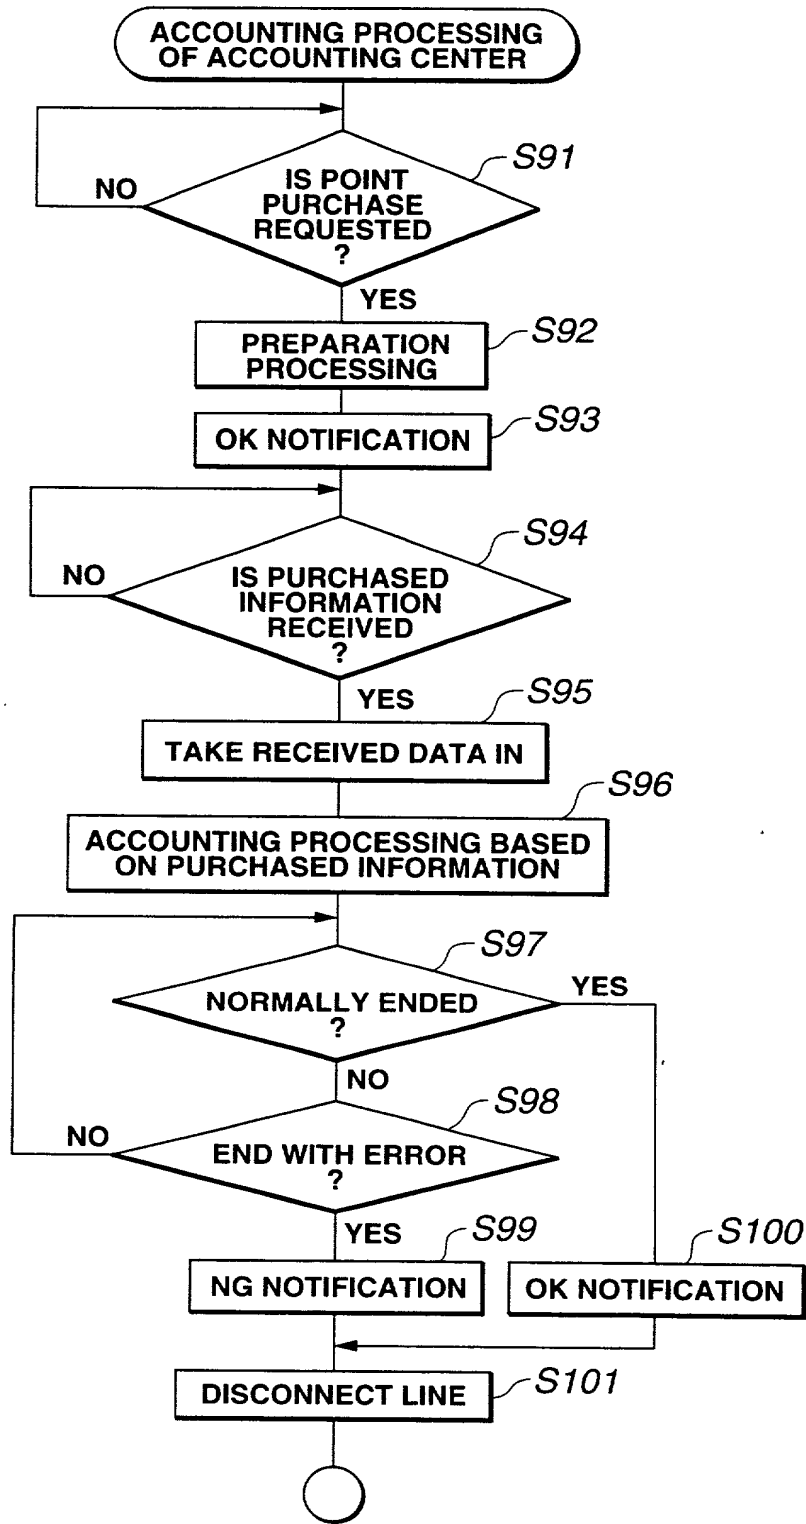 ACCOUNTING PROCESSING
OF ACCOUNTING CENTER
S91
NO
IS POINT
PURCHASE
REQUESTED
?
YES
S92
PREPARATION
PROCESSING
S93
OK NOTIFICATION
S94
NO
IS PURCHASED
INFORMATION
RECEIVED
?
YES
S95
TAKE RECEIVED DATA IN
S96
ACCOUNTING PROCESSING BASED
ON PURCHASED INFORMATION
S97
YES
NORMALLY ENDED
?
NO
S98
NO
END WITH ERROR
?
YES
S99
S100
NG NOTIFICATION
OK NOTIFICATION
S101
DISCONNECT LINE